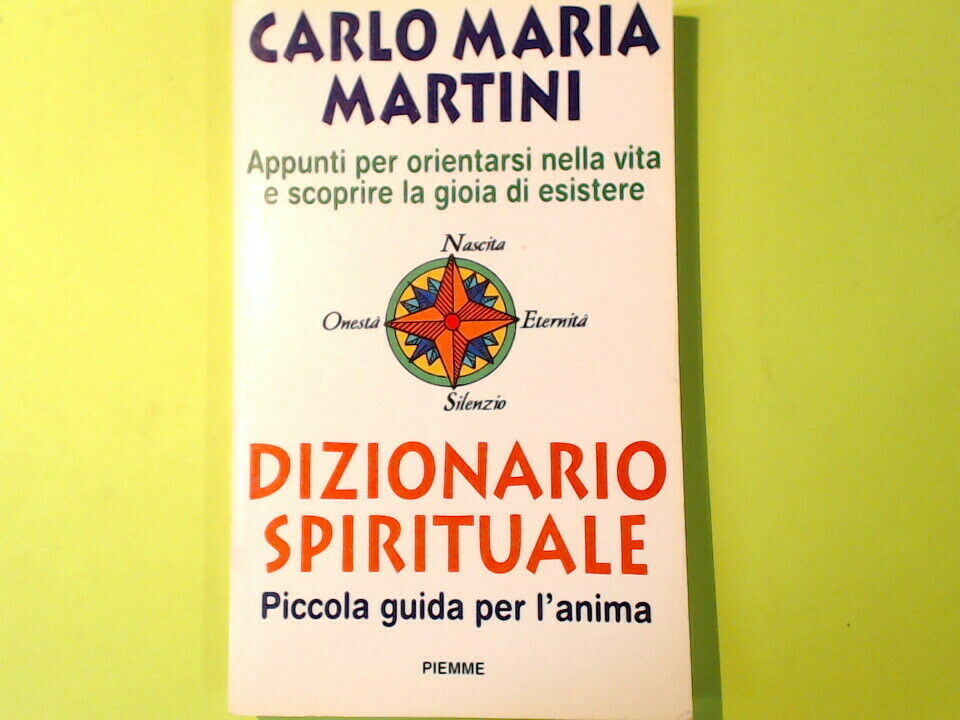 CARLO MARIA
MARTINI
Appunti per orientarsi nella vita
e scoprire la gioia di esistere
Nascita
Onestà
Eternità
Silenzio
DIZIONARIO
SPIRITUALE
Piccola guida per l'anima
PIEMME